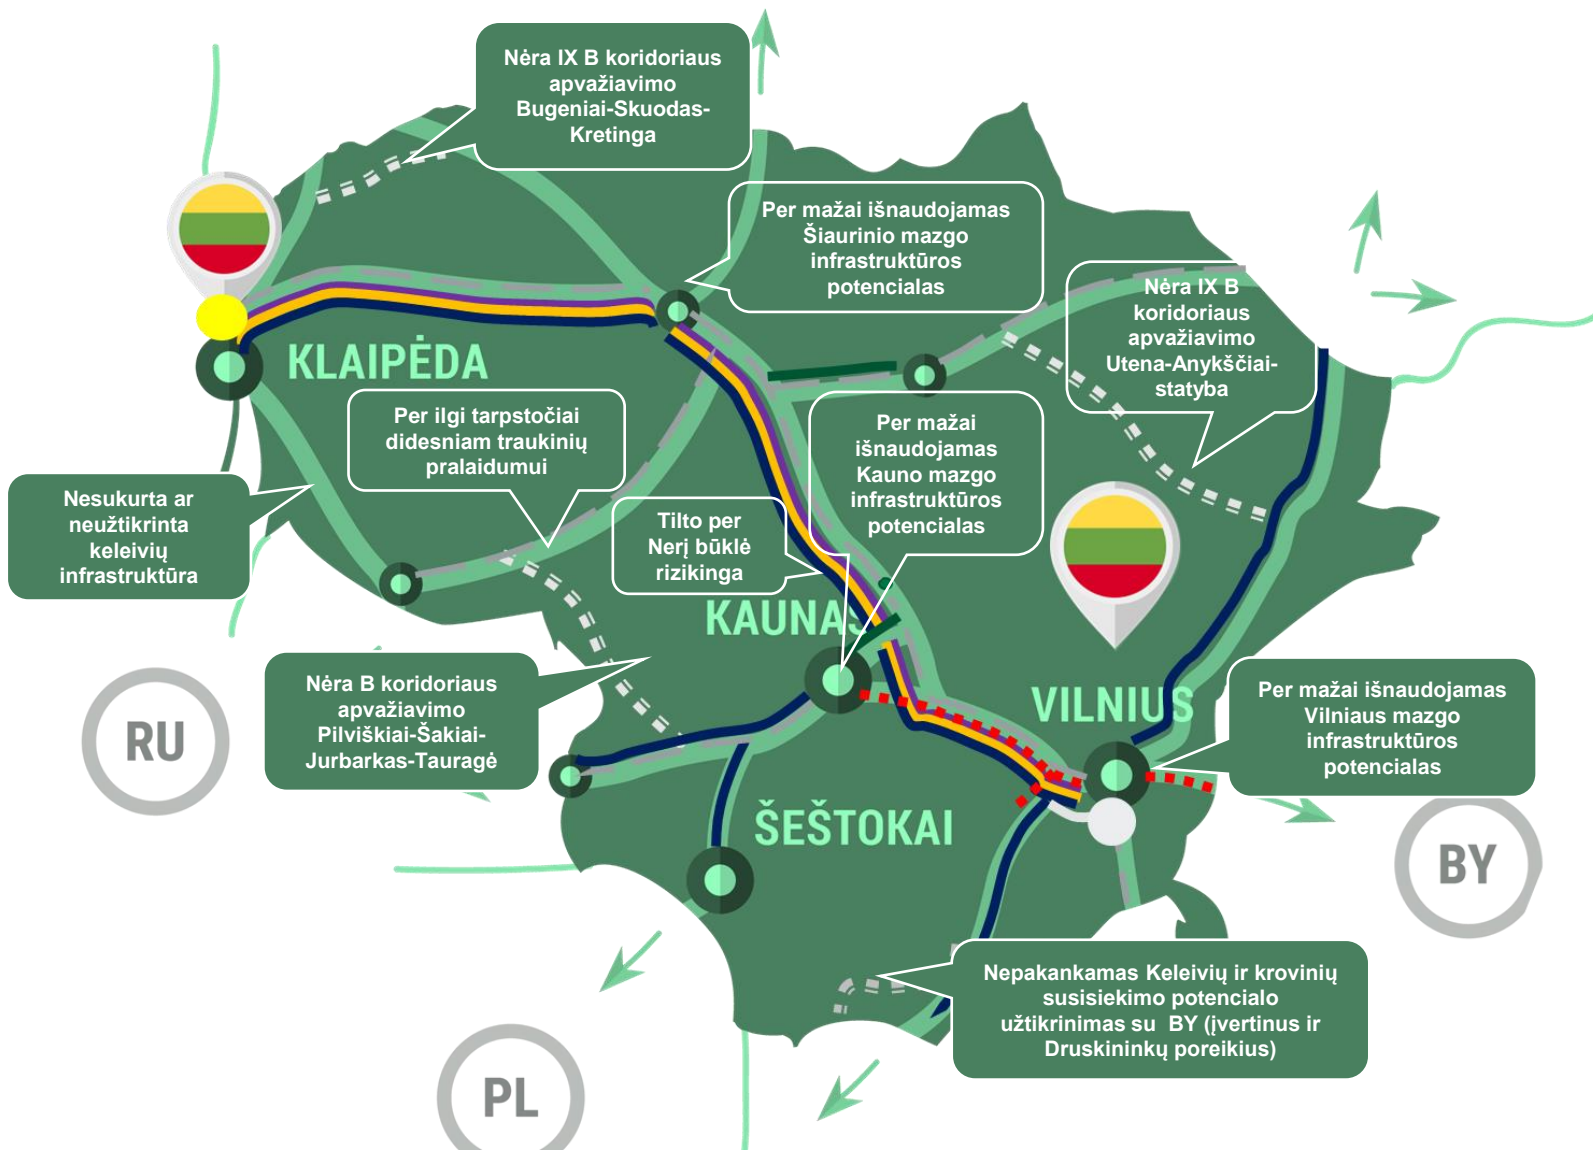 Nėra IX B koridoriaus
apvažiavimo
Bugeniai-Skuodas-
Kretinga
Per mažai išnaudojamas
Šiaurinio mazgo
infrastruktūros
potencialas
Nėra IX B
koridoriaus
apvažiavimo
Utena-Anykščiai-
statyba
KLAIPĖDA
Per ilgi tarpstočiai
didesniam traukinių
pralaidumui
Per mažai
išnaudojamas
Kauno mazgo
infrastruktūros
potencialas
Nesukurta ar
neužtikrinta
keleivių
infrastruktūra
Tilto per
Nerį būklė
rizikinga
KAUNAS
Nėra B koridoriaus
apvažiavimo
Pilviškiai-Šakiai-
Jurbarkas-Tauragė
VILNIUS
Per mažai išnaudojamas
Vilniaus mazgo
infrastruktūros
potencialas
RU
ŠEŠTOKAI
BY
Nepakankamas Keleivių ir krovinių
susisiekimo potencialo
užtikrinimas su  BY (įvertinus ir
Druskininkų poreikius)
PL